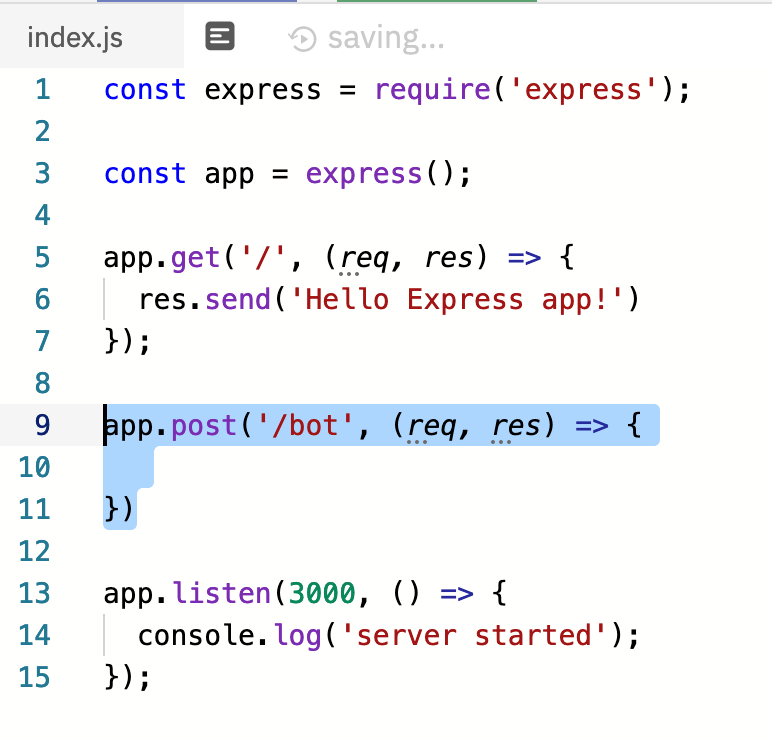 index.js saving...
1 const express = require('express');
2
3 const app = express();
4
5 app.get('/', (req, res) => {
6   res.send('Hello Express app!')
7 });
8
9 app.post('/bot', (req, res) => {
10
11 })
12
13 app.listen(3000, () => {
14   console.log('server started');
15 });